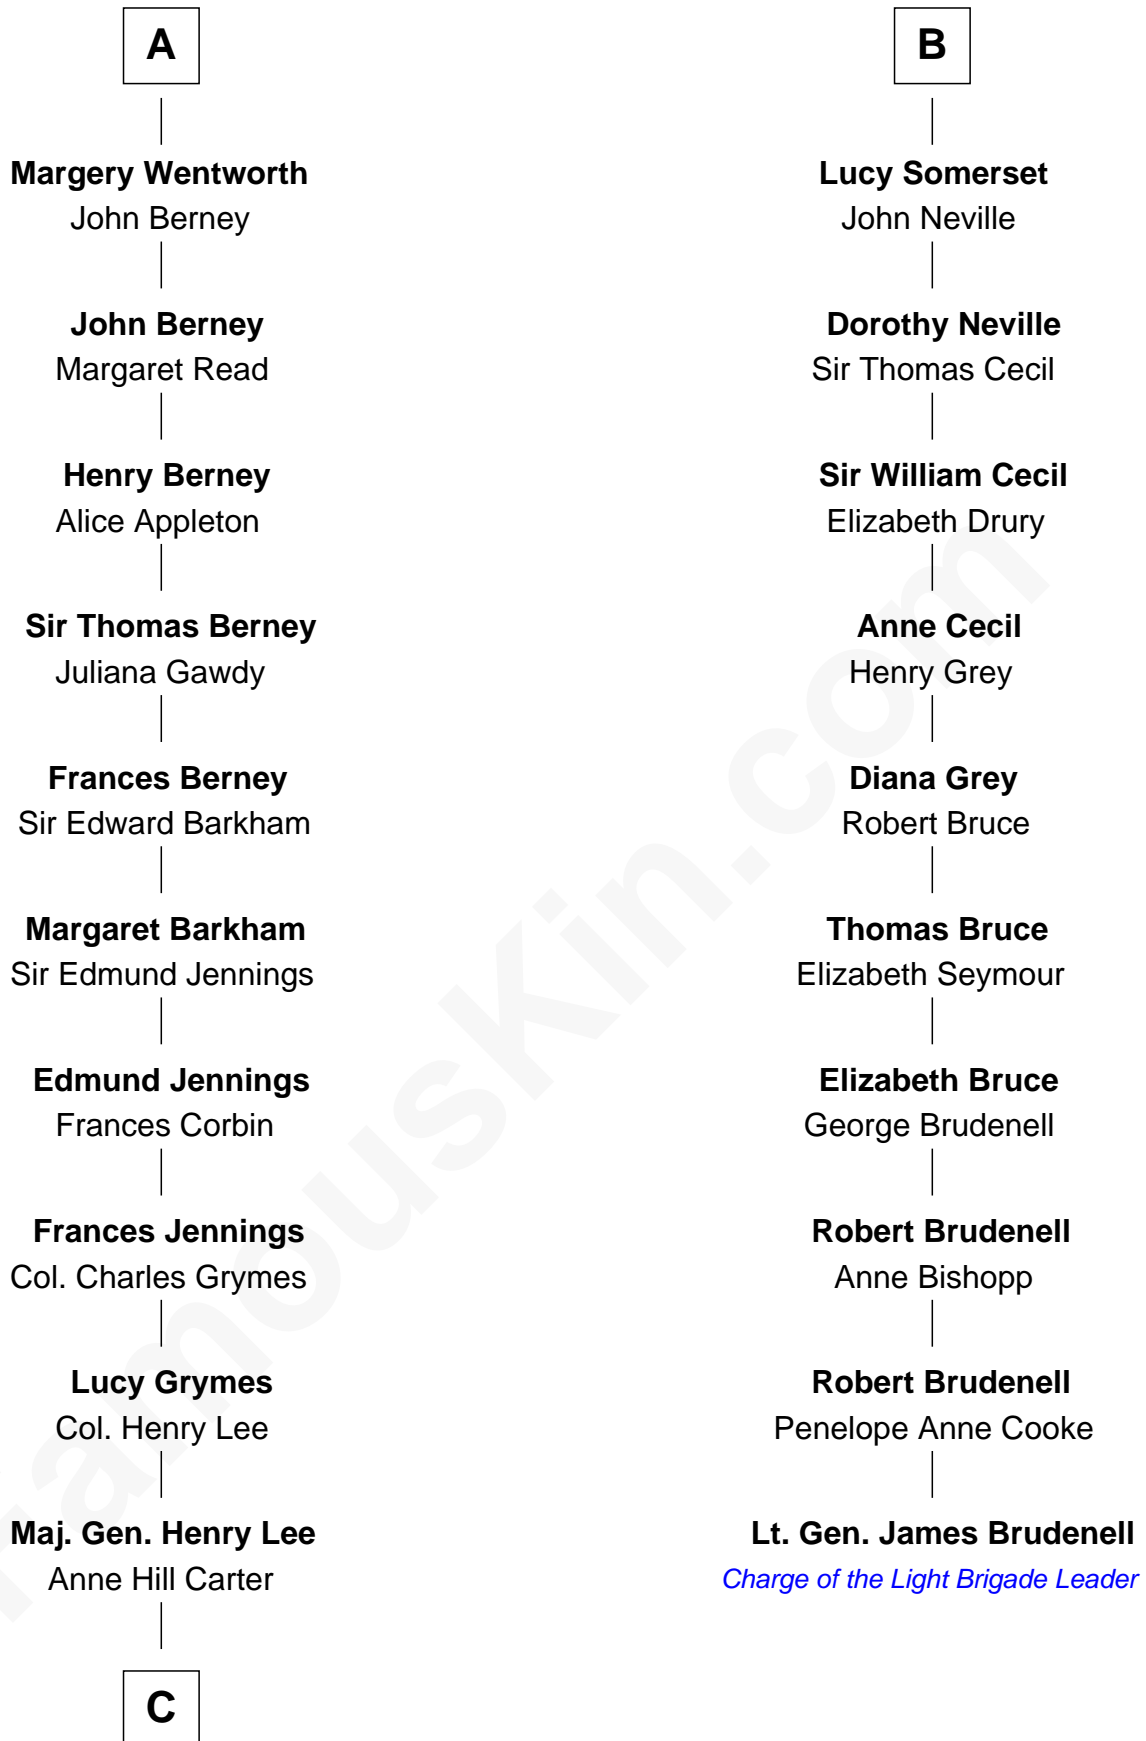 A
Margery Wentworth
John Berney
John Berney
Margaret Read
Henry Berney
Alice Appleton
Sir Thomas Berney
Juliana Gawdy
Frances Berney
Sir Edward Barkham
Margaret Barkham
Sir Edmund Jennings
Edmund Jennings
Frances Corbin
Frances Jennings
Col. Charles Grymes
Lucy Grymes
Col. Henry Lee
Maj. Gen. Henry Lee
Anne Hill Carter
C
B
Lucy Somerset
John Neville
Dorothy Neville
Sir Thomas Cecil
Sir William Cecil
Elizabeth Drury
Anne Cecil
Henry Grey
Diana Grey
Robert Bruce
Thomas Bruce
Elizabeth Seymour
Elizabeth Bruce
George Brudenell
Robert Brudenell
Anne Bishopp
Robert Brudenell
Penelope Anne Cooke
Lt. Gen. James Brudenell
Charge of the Light Brigade Leader
FamousKin.com